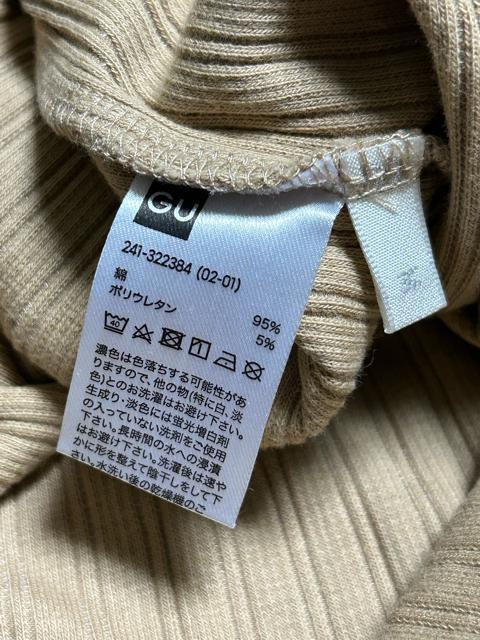 GU
241-322384 (02-01)
綿 95%
ポリウレタン 5%
40
濃色は色落ちする可能性があ
りますので、他の物(特に白、淡
色)とのお洗濯はお避け下さい。
生成り・淡色には蛍光増白剤
の入っていない洗剤をご使用
下さい。長時間の水への浸漬
はお避け下さい。洗濯後は速や
かに形を整えて陰干しをして下
さい。水洗い後の乾燥機のご